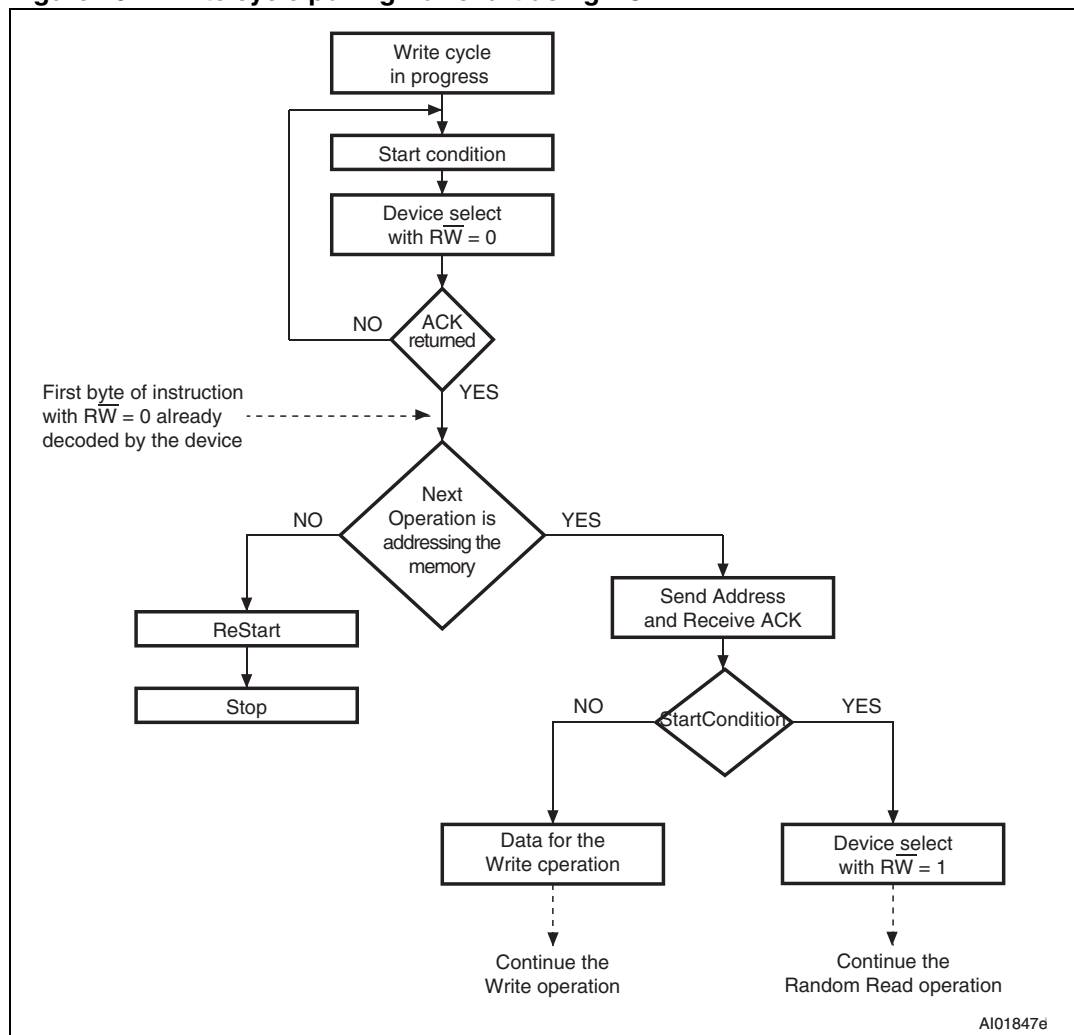 Write cycle
in progress
Start condition
Device select
with RW̅ = 0
NO
ACK
returned
YES
First byte of instruction
with RW̅ = 0 already
decoded by the device
Next
Operation is
addressing the
memory
NO
YES
ReStart
Stop
Send Address
and Receive ACK
NO
StartCondition
YES
Data for the
Write cperation
Device select
with RW̅ = 1
Continue the
Write operation
Continue the
Random Read operation
AI01847e